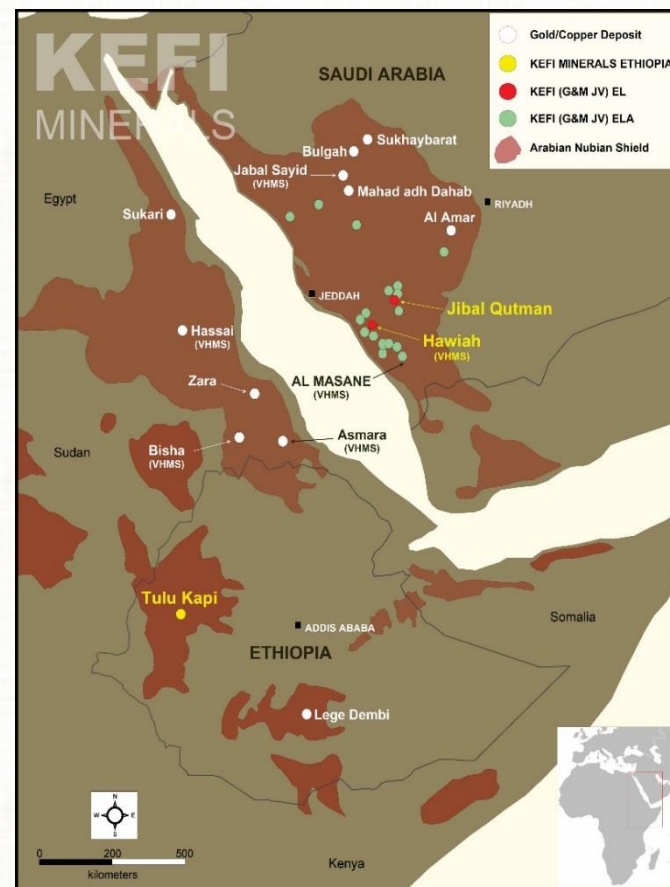 KEFI
MINERALS
SAUDI ARABIA
Gold/Copper Deposit
KEFI MINERALS ETHIOPIA
KEFI (G&M JV) EL
KEFI (G&M JV) ELA
Arabian Nubian Shield
Sukhaybarat
Bulgah
Jabal Sayid
(VHMS)
Mahad adh Dahab
Egypt
RIYADH
Sukari
Al Amar
JEDDAH
Jibal Qutman
Hassai
(VHMS)
Hawiah
(VHMS)
Zara
AL MASANE
(VHMS)
Bisha
(VHMS)
Asmara
(VHMS)
Sudan
Tulu Kapi
ADDIS ABABA
Somalia
ETHIOPIA
Lege Dembi
N
W E
S
0 200 500
kilometers
Kenya